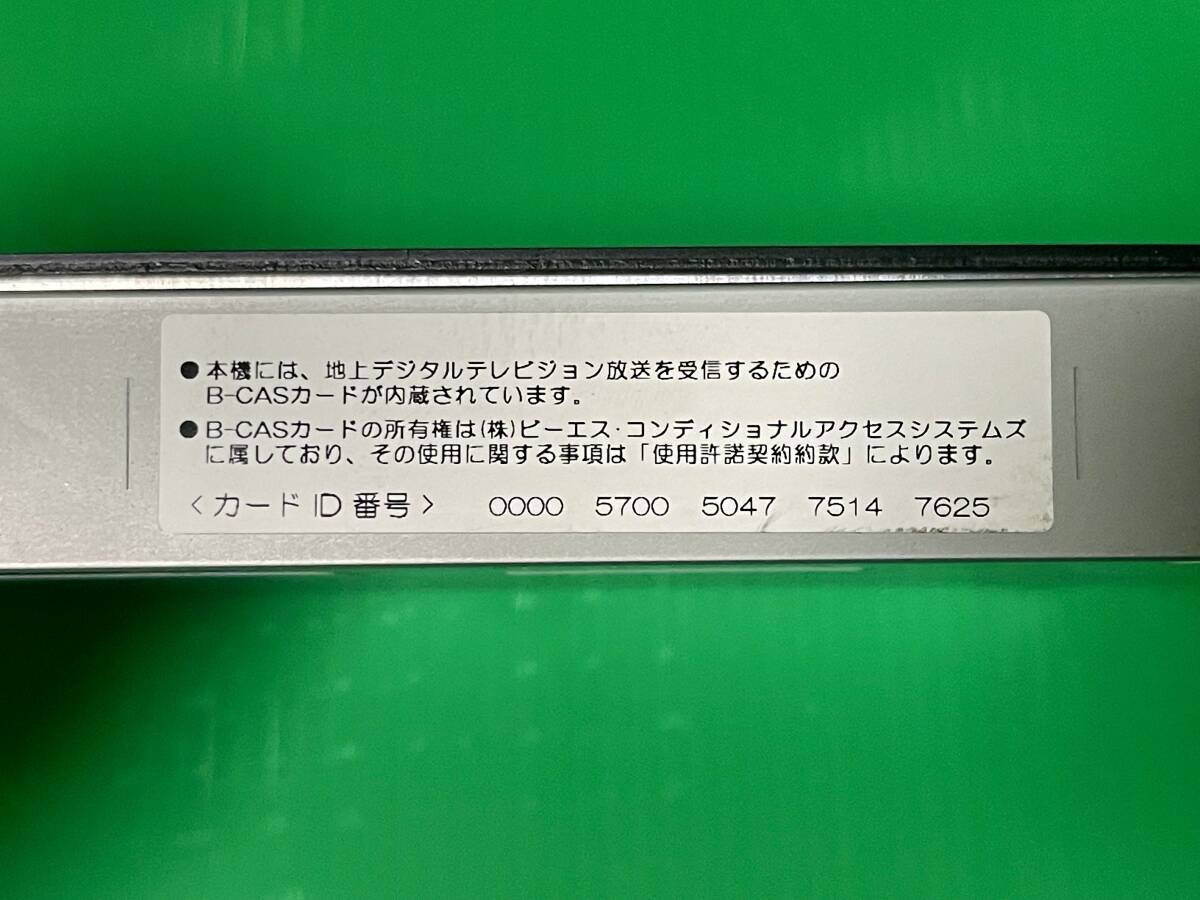 ●本機には、地上デジタルテレビジョン放送を受信するための
B-CASカードが内蔵されています。
●B-CASカードの所有権は(株)ビーエス・コンディショナルアクセスシステムズ
に属しており、その使用に関する事項は「使用許諾契約約款」によります。
〈カード ID 番号〉 0000 5700 5047 7514 7625